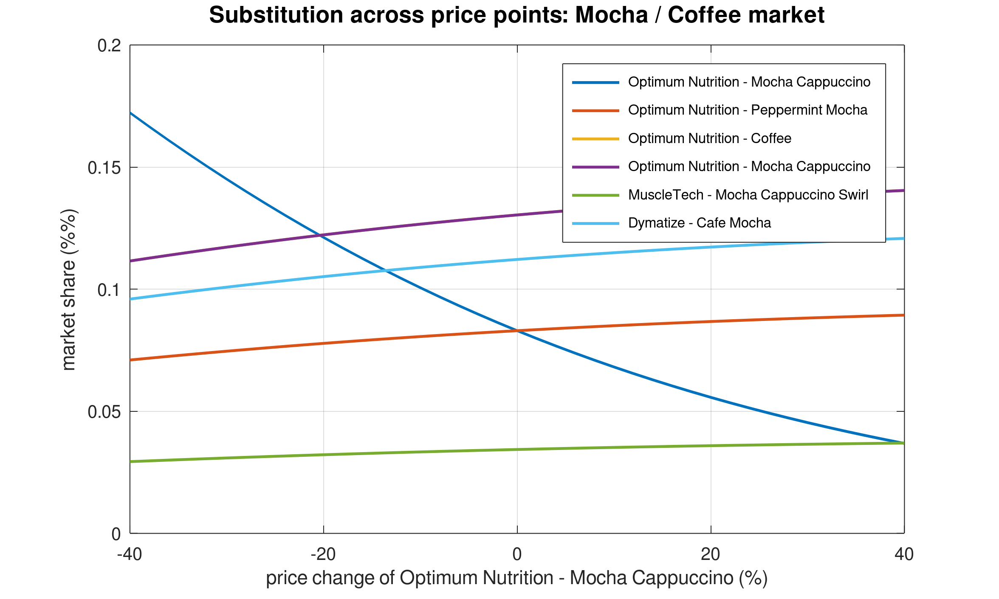 Substitution across price points: Mocha / Coffee market
0.2
0.15
0.1
0.05
0
market share (%%)
Optimum Nutrition - Mocha Cappuccino
Optimum Nutrition - Peppermint Mocha
Optimum Nutrition - Coffee
Optimum Nutrition - Mocha Cappuccino
MuscleTech - Mocha Cappuccino Swirl
Dymatize - Cafe Mocha
-40 -20 0 20 40
price change of Optimum Nutrition - Mocha Cappuccino (%)